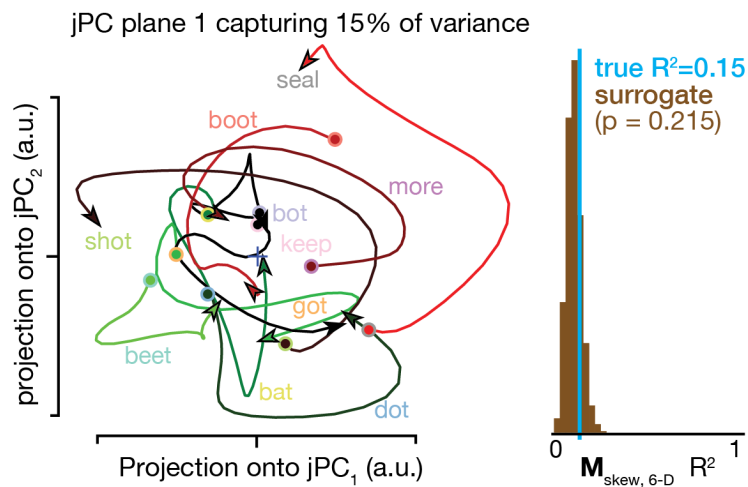 jPC plane 1 capturing 15% of variance
projection onto jPC2 (a.u.)
seal
boot
more
bot
shot
keep
got
beet
bat
dot
Projection onto jPC1 (a.u.)
true R²=0.15
surrogate
(p = 0.215)
0
1
Mskew, 6-D R²